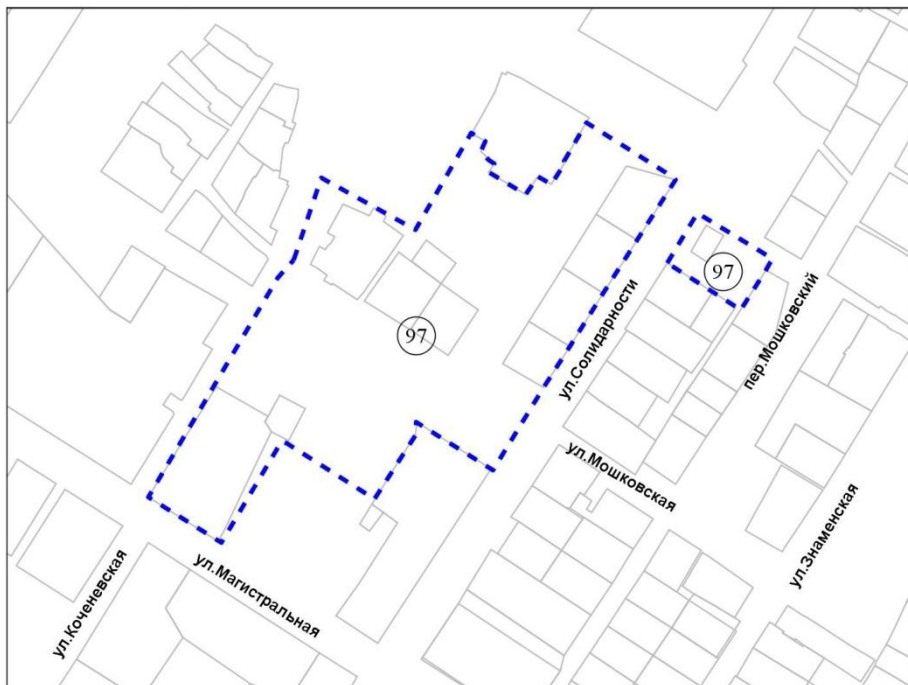 97
97
ул.Солидарности
пер.Мошковский
ул.Мошковская
ул.Знаменская
ул.Магистральная
ул.Коченевская